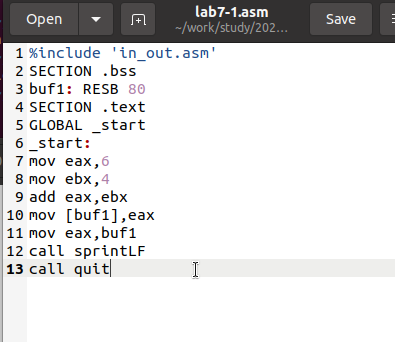 Open
lab7-1.asm
~/work/study/202...
Save
1 %include 'in_out.asm'
2 SECTION .bss
3 buf1: RESB 80
4 SECTION .text
5 GLOBAL _start
6 _start:
7 mov eax,6
8 mov ebx,4
9 add eax,ebx
10 mov [buf1],eax
11 mov eax,buf1
12 call sprintLF
13 call quit